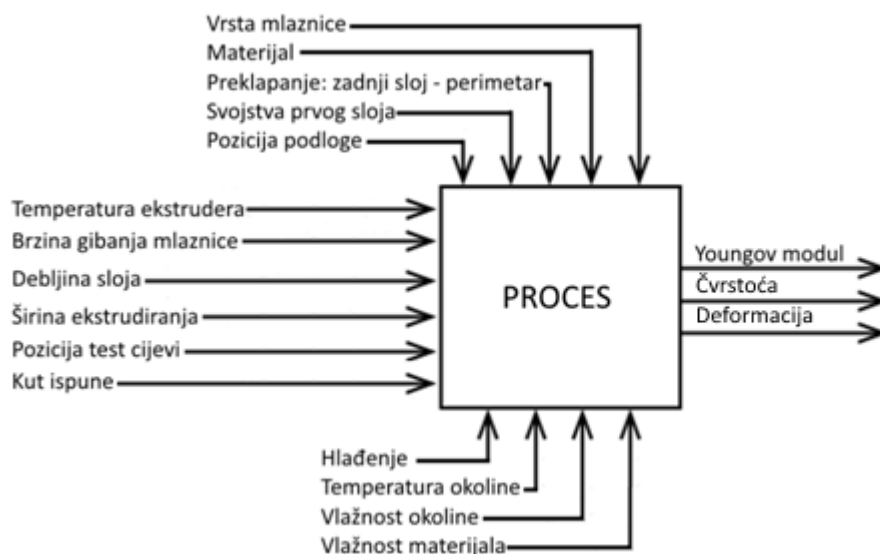 Vrsta mlaznice
Materijal
Preklapanje: zadnji sloj - perimetar
Svojstva prvog sloja
Pozicija podloge
Temperatura ekstrudera
Brzina gibanja mlaznice
Debljina sloja
Širina ekstrudiranja
Pozicija test cijevi
Kut ispune
PROCES
Youngov modul
Čvrstoća
Deformacija
Hlađenje
Temperatura okoline
Vlažnost okoline
Vlažnost materijala